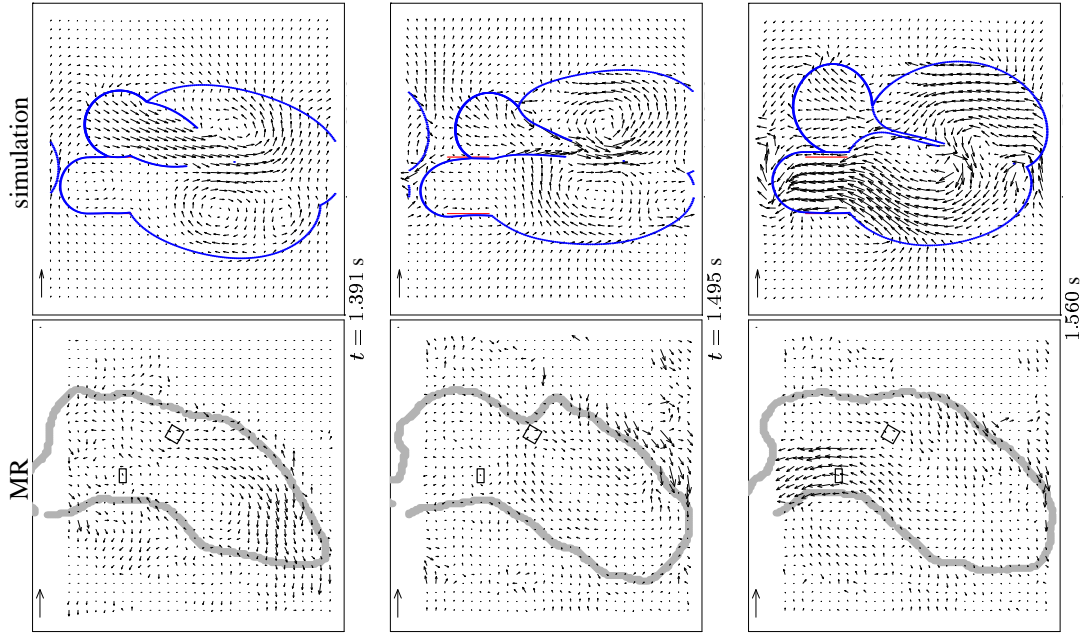 simulation
MR
t = 1.391 s
t = 1.495 s
1.560 s